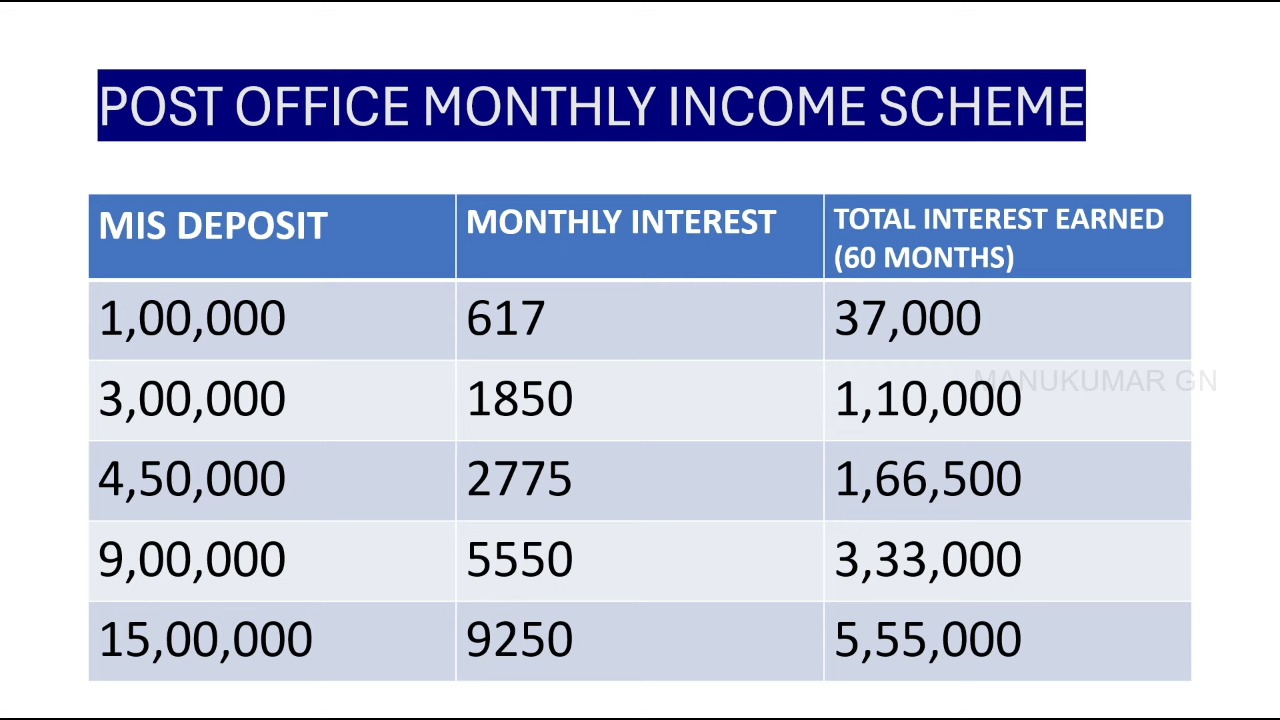 POST OFFICE MONTHLY INCOME SCHEME
MIS DEPOSIT MONTHLY INTEREST TOTAL INTEREST EARNED
(60 MONTHS)
1,00,000 617 37,000
MANUKUMAR GN
3,00,000 1850 1,10,000
4,50,000 2775 1,66,500
9,00,000 5550 3,33,000
15,00,000 9250 5,55,000